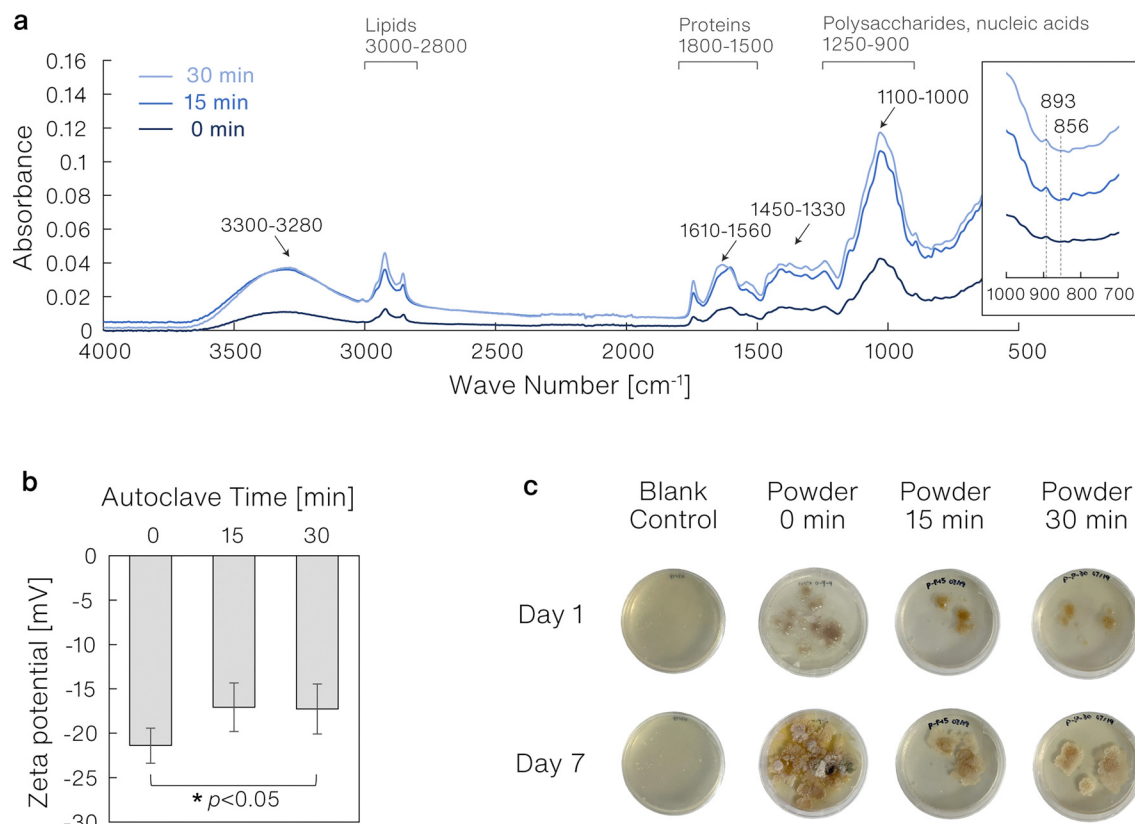 a
Lipids
3000-2800
Proteins
1800-1500
Polysaccharides, nucleic acids
1250-900
0.16
0.14
0.12
0.1
0.08
0.06
0.04
0.02
0
Absorbance
30 min
15 min
0 min
3300-3280
1610-1560
1450-1330
1100-1000
893
856
1000 900 800 700
4000 3500 3000 2500 2000 1500 1000 500
Wave Number [cm⁻¹]
b
Autoclave Time [min]
0 15 30
0
-5
-10
-15
-20
-25
-30
Zeta potential [mV]
* p<0.05
c
Blank Control
Powder 0 min
Powder 15 min
Powder 30 min
Day 1
Day 7